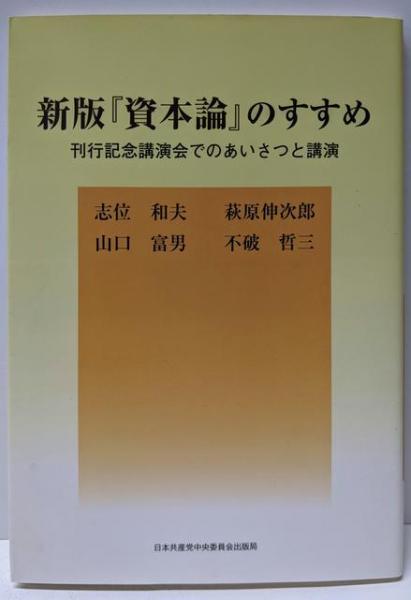 新版『資本論』のすすめ
刊行記念講演会でのあいさつと講演
志位 和夫 萩原伸次郎
山口 富男 不破 哲三
日本共産党中央委員会出版局